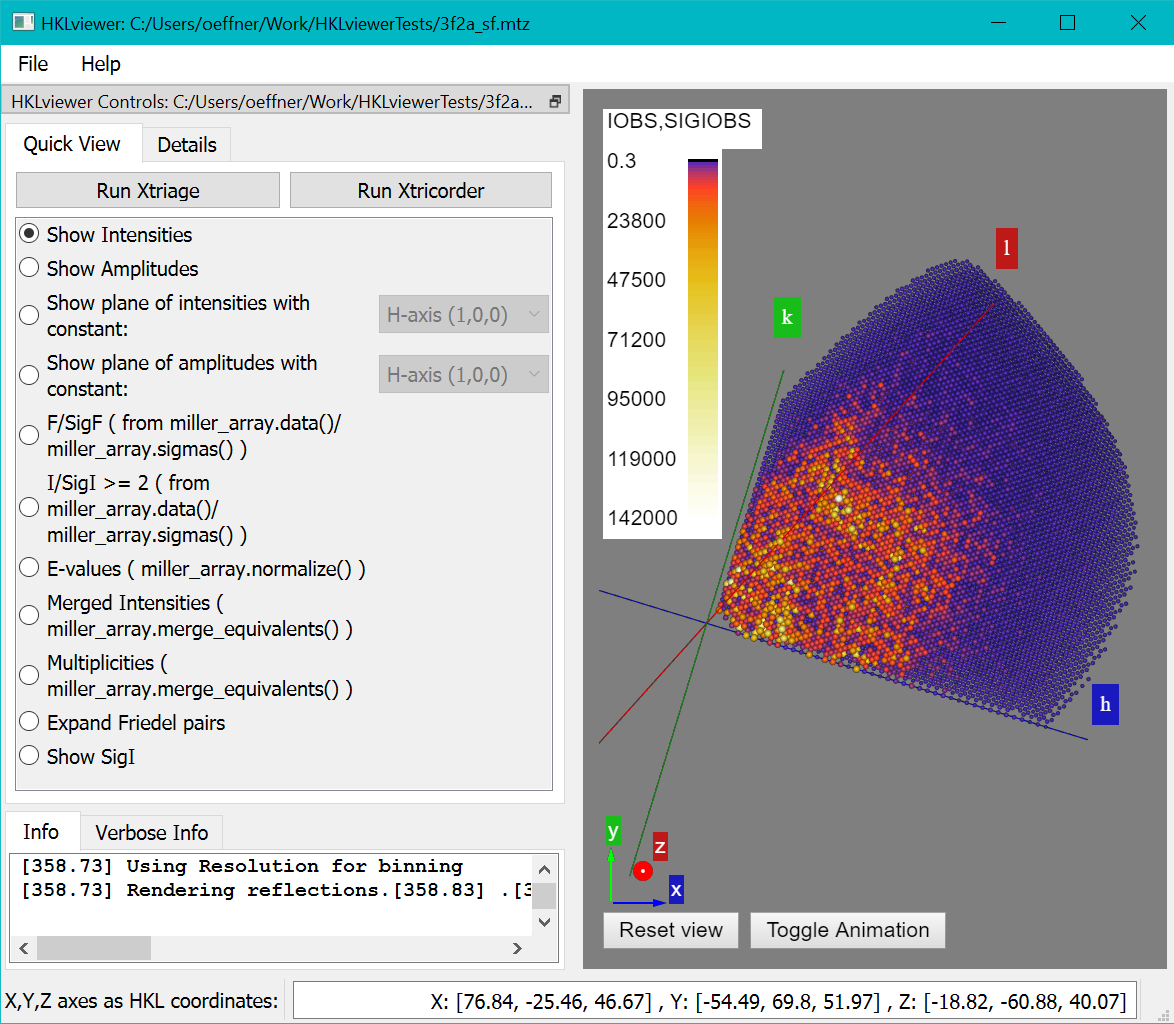 HKLviewer: C:/Users/oeffner/Work/HKLviewerTests/3f2a_sf.mtz
File Help
HKLviewer Controls: C:/Users/oeffner/Work/HKLviewerTests/3f2a...
Quick View Details
Run Xtriage Run Xtricorder
Show Intensities
Show Amplitudes
Show plane of intensities with
constant:
H-axis (1,0,0)
Show plane of amplitudes with
constant:
H-axis (1,0,0)
F/SigF ( from miller_array.data()/
miller_array.sigmas() )
I/SigI >= 2 ( from
miller_array.data()/
miller_array.sigmas() )
E-values ( miller_array.normalize() )
Merged Intensities (
miller_array.merge_equivalents() )
Multiplicities (
miller_array.merge_equivalents() )
Expand Friedel pairs
Show SigI
Info Verbose Info
[358.73] Using Resolution for binning
[358.73] Rendering reflections.[358.83] .[3
IOBS,SIGIOBS
0.3
23800
47500
71200
95000
119000
142000
l
k
h
y
z
x
Reset view Toggle Animation
X,Y,Z axes as HKL coordinates: X: [76.84, -25.46, 46.67] , Y: [-54.49, 69.8, 51.97] , Z: [-18.82, -60.88, 40.07]